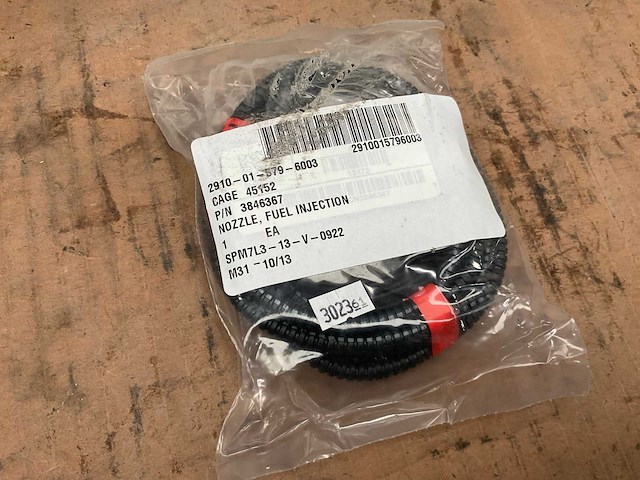 2910015796003
2910-01-579-6003
CAGE 45152
P/N 3846367
NOZZLE, FUEL INJECTION
1 EA
SPM7L3-13-V-0922
M31 -10/13
302361